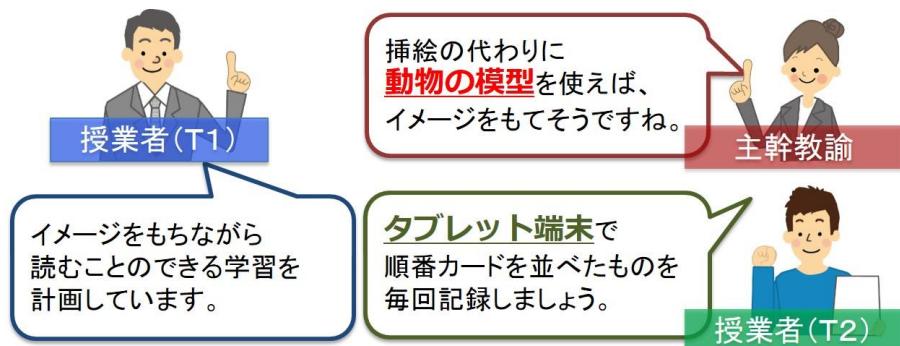 授業者(T1)
イメージをもちながら
読むことのできる学習を
計画しています。
挿絵の代わりに
動物の模型を使えば、
イメージをもてそうですね。
主幹教諭
タブレット端末で
順番カードを並べたものを
毎回記録しましょう。
授業者(T2)